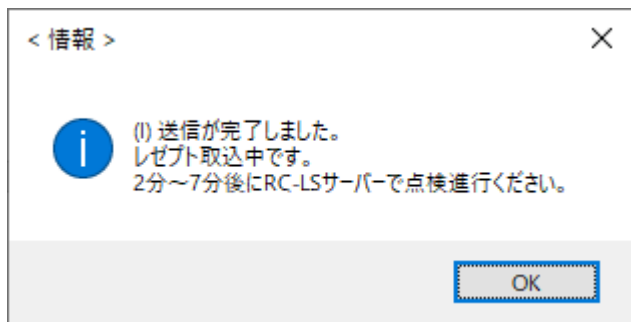 < 情報 >
(I) 送信が完了しました。
レゼプト取込中です。
2分～7分後にRC-LSサーバーで点検進行ください。
OK